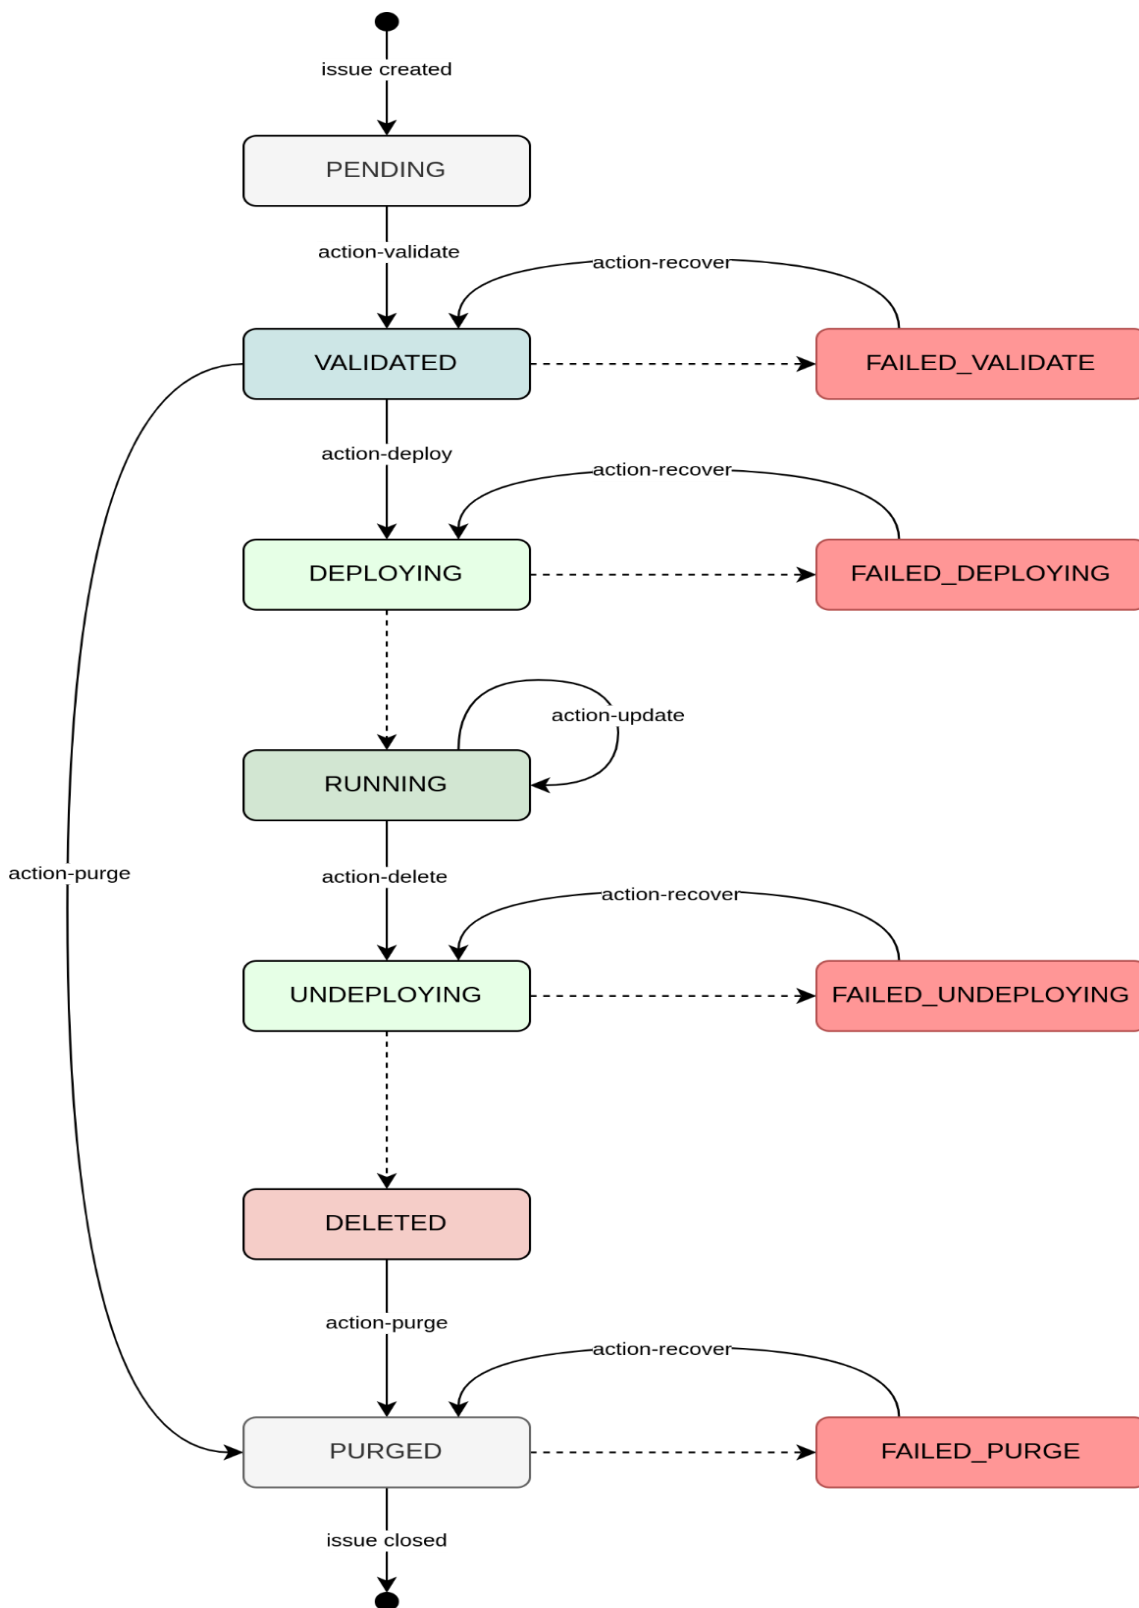 issue created
PENDING
action-validate
action-recover
VALIDATED
FAILED_VALIDATE
action-deploy
action-recover
DEPLOYING
FAILED_DEPLOYING
action-update
RUNNING
action-purge
action-delete
action-recover
UNDEPLOYING
FAILED_UNDEPLOYING
DELETED
action-purge
action-recover
PURGED
FAILED_PURGE
issue closed